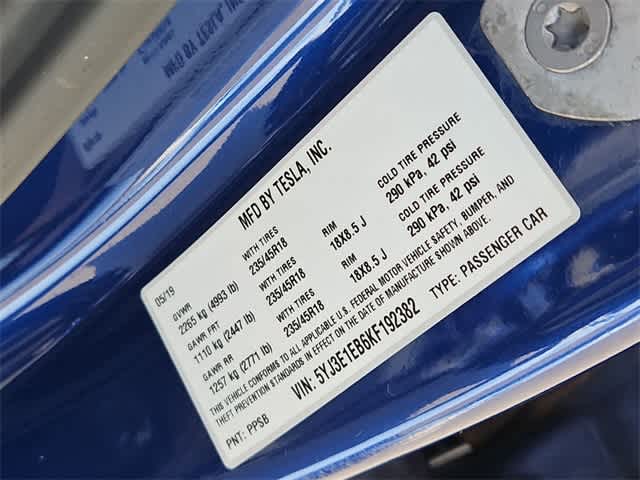 MFD BY TESLA, INC.
05/19
GVWR
2265 kg (4993 lb)
GAWR FRT WITH TIRES RIM COLD TIRE PRESSURE
1110 kg (2447 lb) 235/45R18 18X8.5 J 290 kPa, 42 psi
GAWR RR WITH TIRES RIM COLD TIRE PRESSURE
1257 kg (2771 lb) 235/45R18 18X8.5 J 290 kPa, 42 psi
WITH TIRES
235/45R18
THIS VEHICLE CONFORMS TO ALL APPLICABLE U.S. FEDERAL MOTOR VEHICLE SAFETY, BUMPER, AND
THEFT PREVENTION STANDARDS IN EFFECT ON THE DATE OF MANUFACTURE SHOWN ABOVE.
VIN: 5YJ3E1EB6KF192382 TYPE: PASSENGER CAR
PNT: PPSB